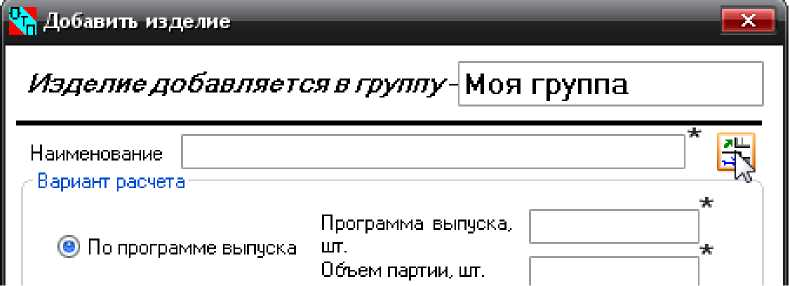 ОТП Добавить изделие
Изделие добавляется в группу- Моя группа
Наименование *
Вариант расчета
*
Программа выпуска,
По программе выпуска шт.
*
Объем партии, шт.